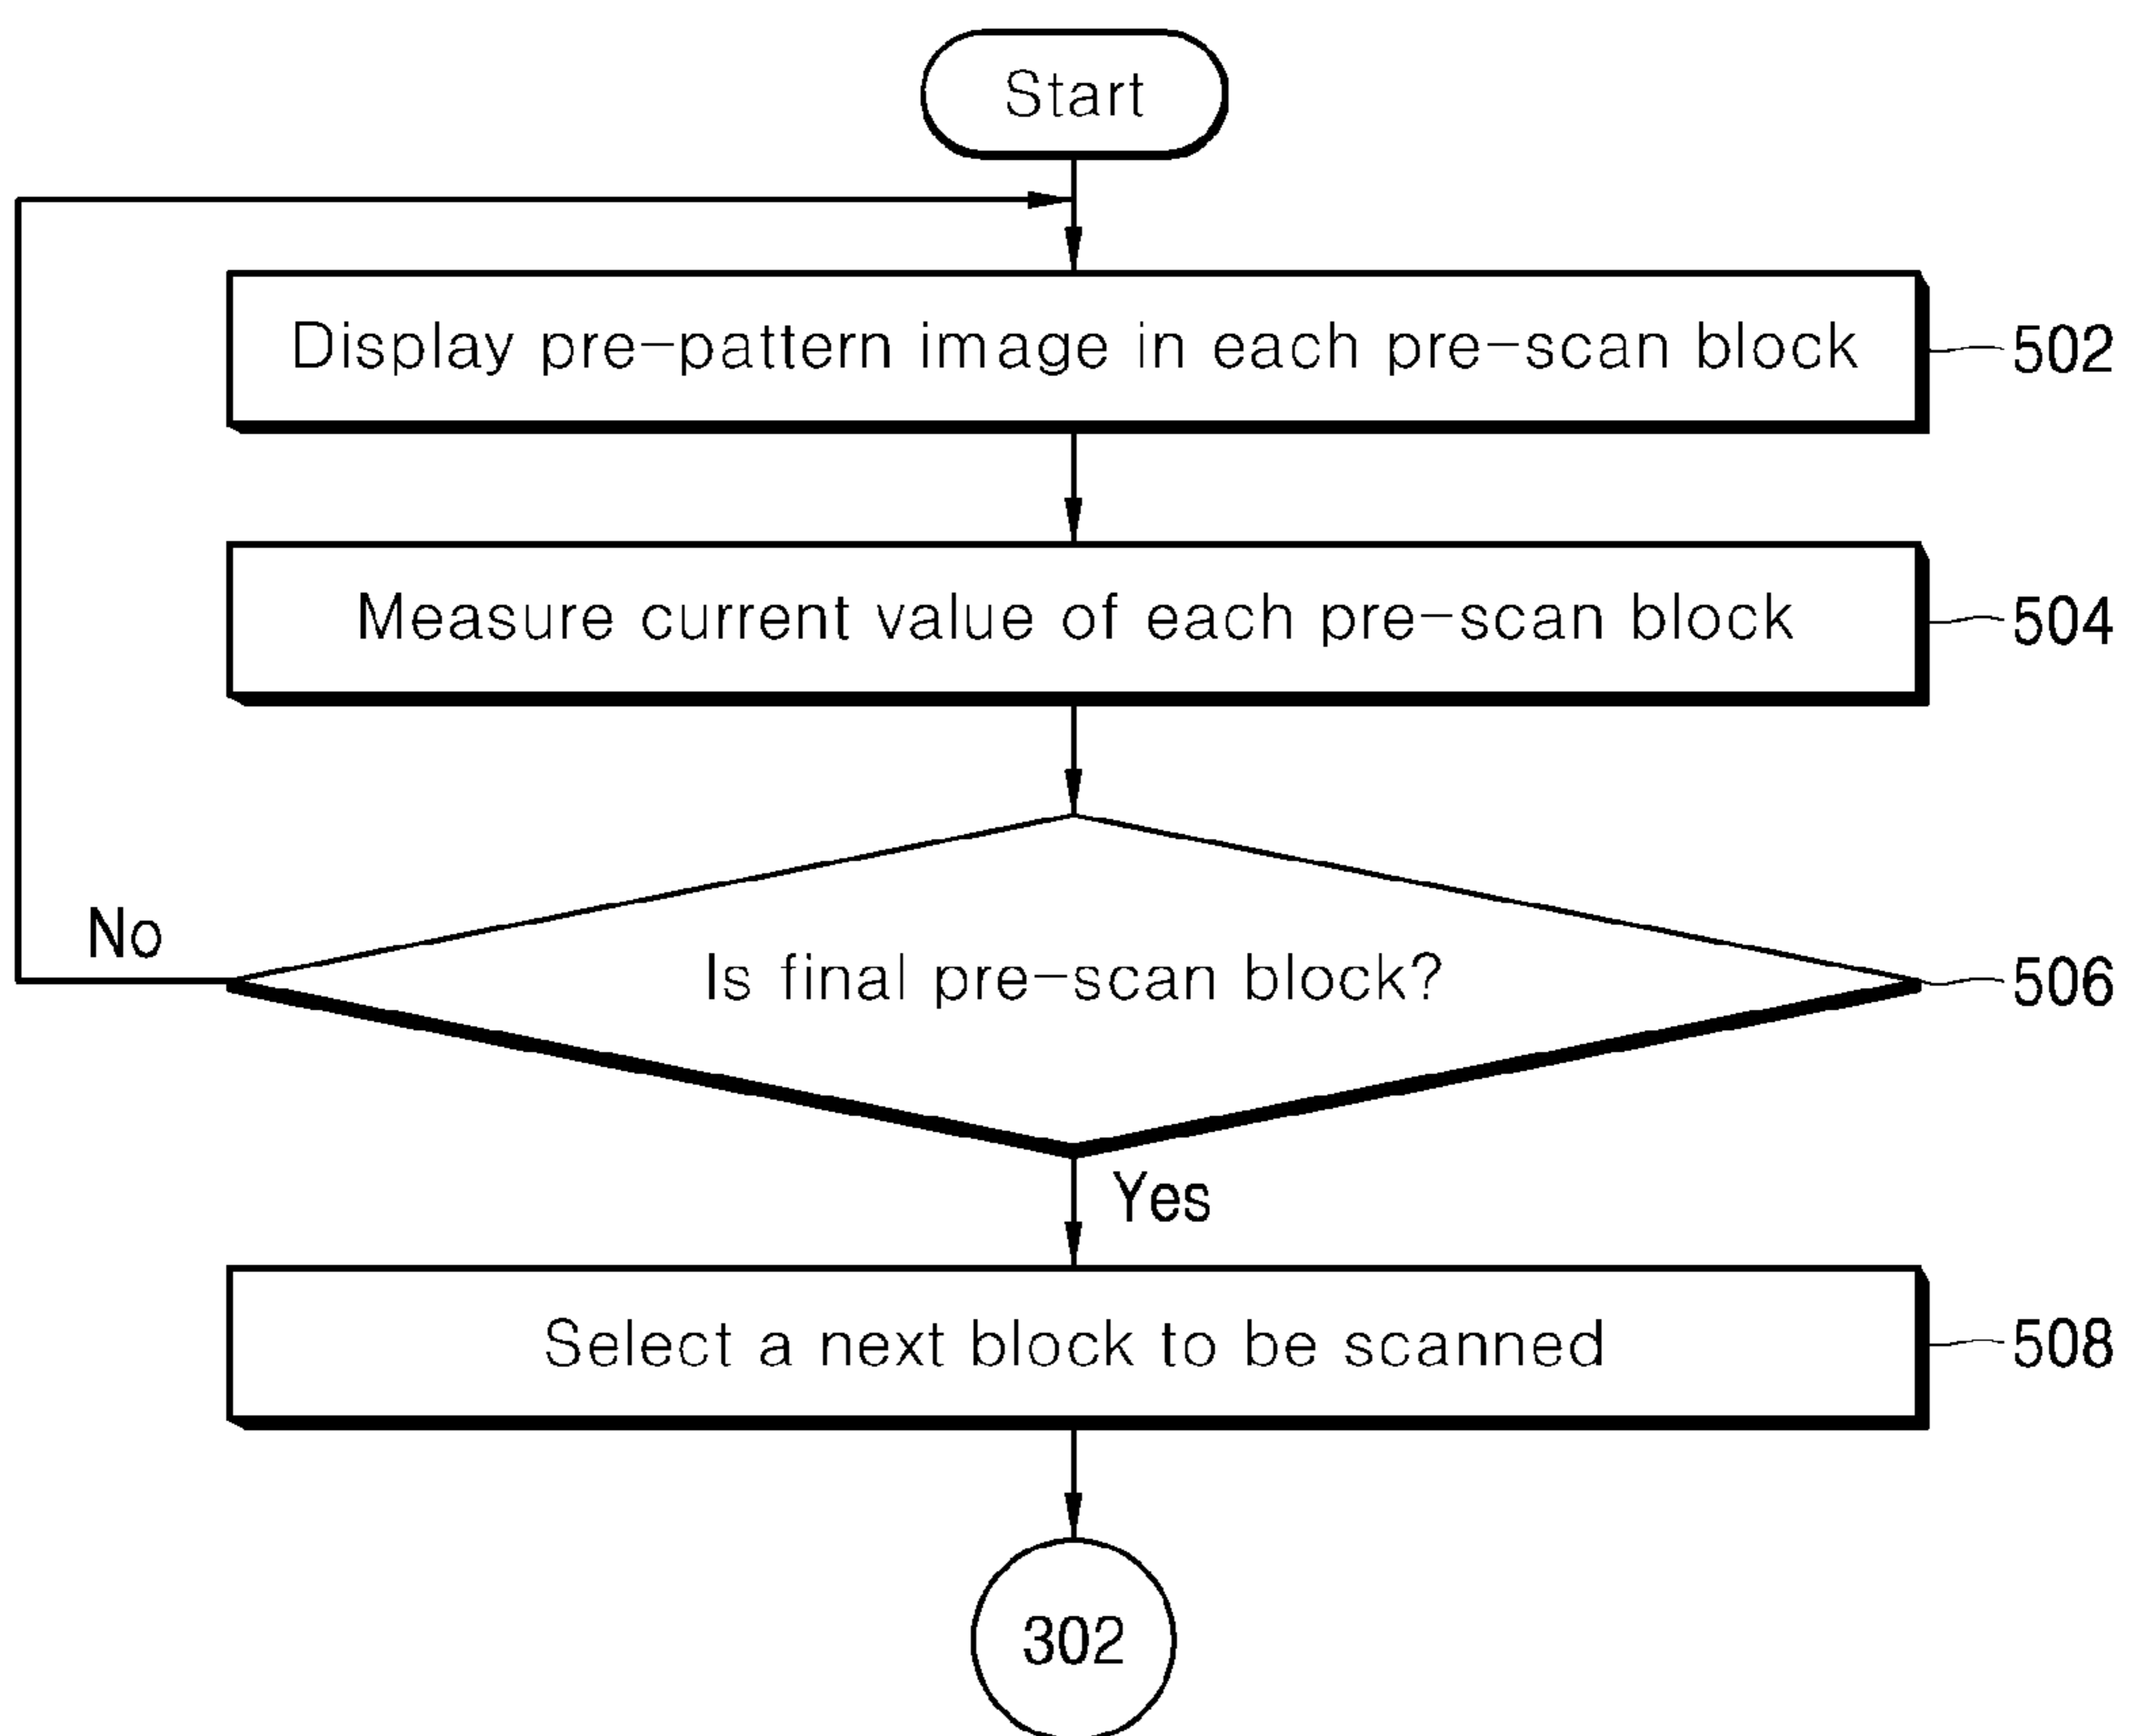 Start
Display pre-pattern image in each pre-scan block
502
Measure current value of each pre-scan block
504
No
Is final pre-scan block?
506
Yes
Select a next block to be scanned
508
302